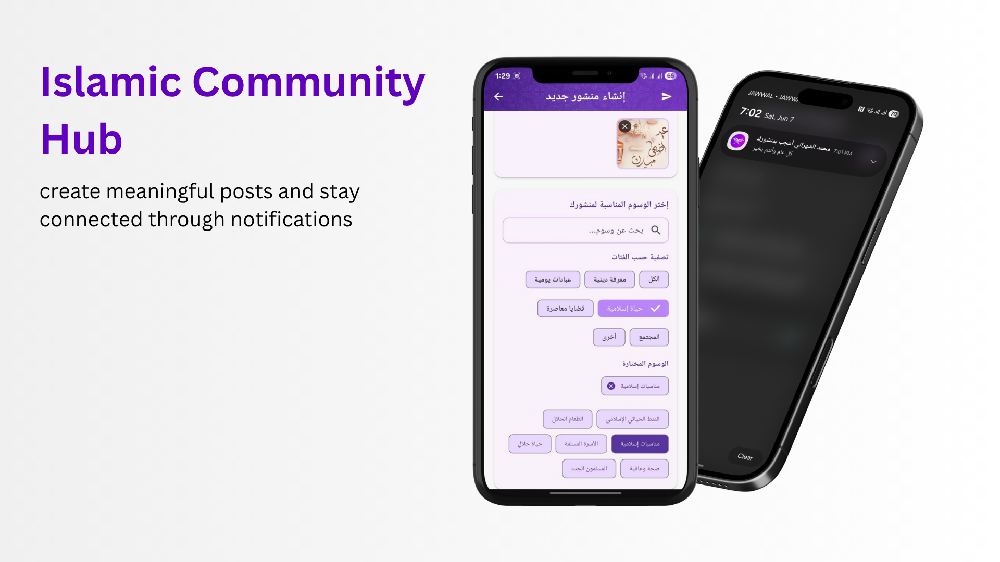 Islamic Community
Hub
create meaningful posts and stay
connected through notifications
1:29
65
إنشاء منشور جديد
عيد
أضحى
مبارك
إختر الوسوم المناسبة لمنشورك
بحث عن وسوم...
تصفية حسب الفئات
الكل
معرفة دينية
عبادات يومية
حياة إسلامية
قضايا معاصرة
المجتمع
أخرى
الوسوم المختارة
مناسبات إسلامية
النمط الحياتي الإسلامي
الطعام الحلال
مناسبات إسلامية
الأسرة المسلمة
حياة حلال
صحة وعافية
المسلمون الجدد
JAWWAL • JAWW
70
7:02 Sat, Jun 7
محمد الشهراني أعجب بمنشورك 7:01 PM
كل عام وأنتم بخير
Clear